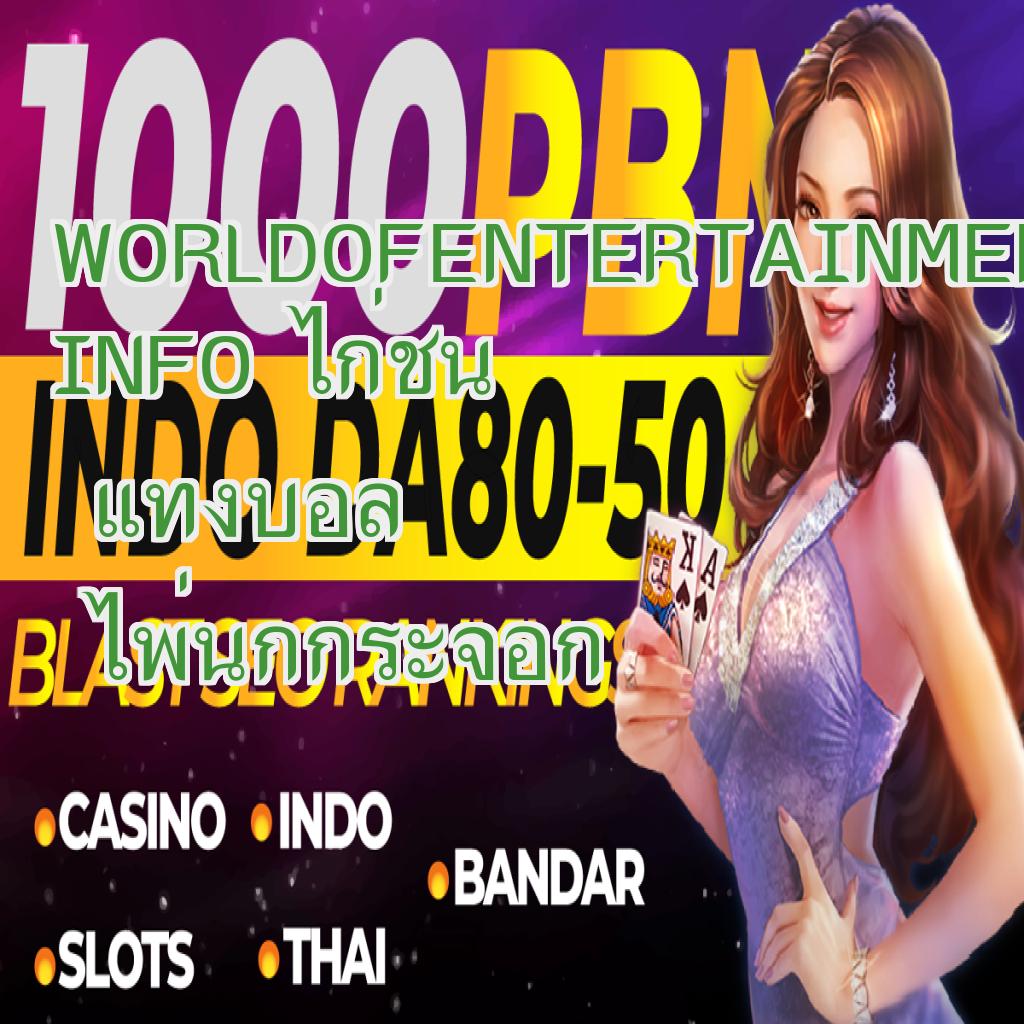 1000PBN
WORLDOFENTERTAINME
INFO ไก่ชน
INDO DA80-50
แทงบอล
BLAST SEO RANKINGS
ไพ่นกกระจอก
CASINO
INDO
BANDAR
SLOTS
THAI
K A